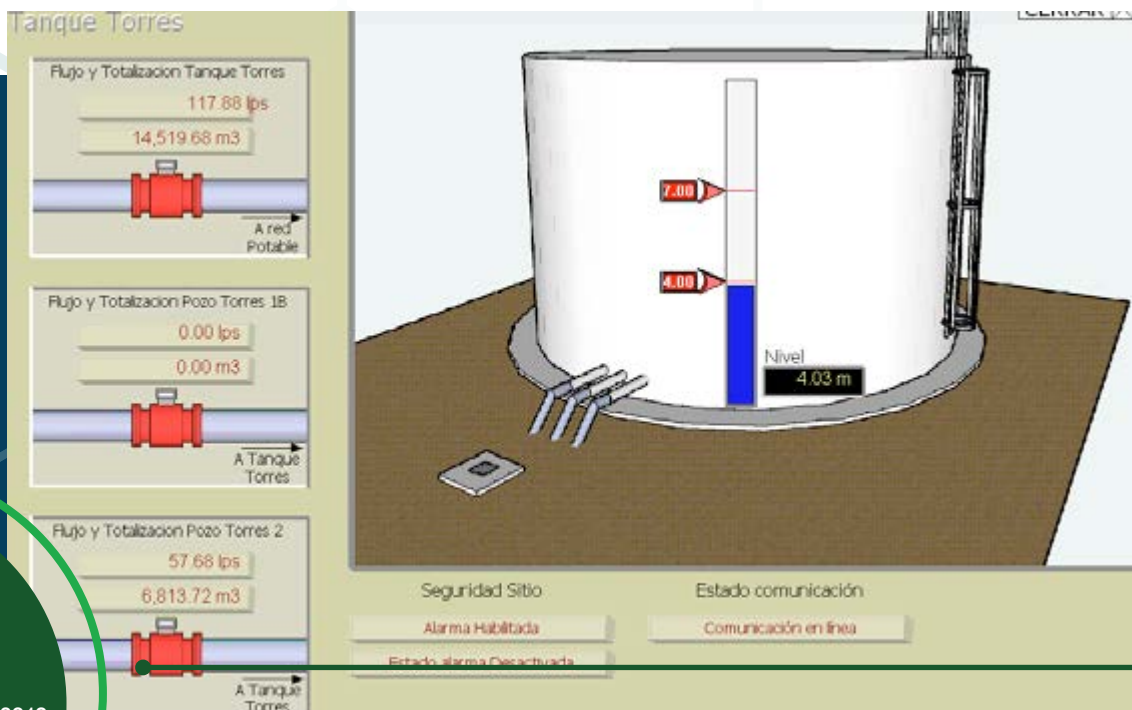 Tanque Torres
Flujo y Totalizacion Tanque Torres
117.88 lps
14,519.68 m3
A red
Potable
Flujo y Totalizacion Pozo Torres 1B
0.00 lps
0.00 m3
A Tanque
Torres
Flujo y Totalizacion Pozo Torres 2
57.68 lps
6,813.72 m3
A Tanque
Torres
CERRAR
7.00
4.00
Nivel
4.03 m
Seguridad Sitio
Alarma Habilitada
Estado alarma Desactivada
Estado comunicación
Comunicación en línea